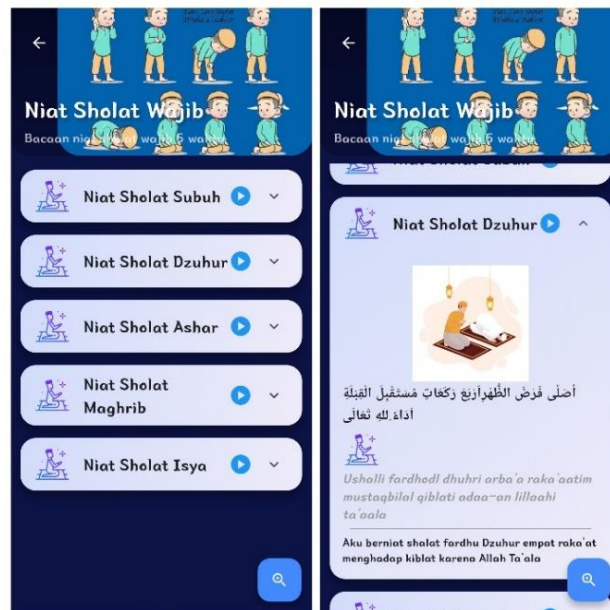 Niat Sholat Wajib
Niat Sholat Subuh
Niat Sholat Dzuhur
Niat Sholat Ashar
Niat Sholat
Maghrib
Niat Sholat Isya
Niat Sholat Wajib
Niat Sholat Dzuhur
أُصَلِّى فَرْضَ الظُّهْرِأَرْبَعَ رَكَعَاتٍ مُسْتَقْبِلَ الْقِبْلَةِ
أَدَاءً ِللهِ تَعَالَى
Ushalli fardhodl dhuhri arba'a raka'aatim
mustaqbilal qiblati adaa-an lillaahi
ta'aala
Aku berniat shalat fardhu Dzuhur empat raka'at
menghadap kiblat karena Allah Ta'ala